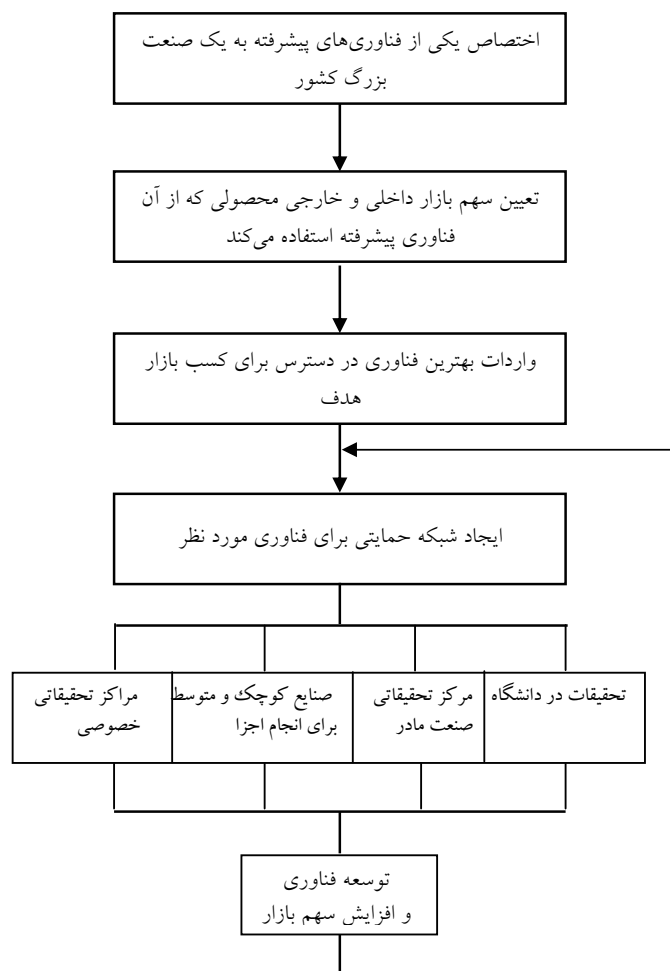 اختصاص یکی از فناوری‌های پیشرفته به یک صنعت
بزرگ کشور
تعیین سهم بازار داخلی و خارجی محصولی که از آن
فناوری پیشرفته استفاده می‌کند
واردات بهترین فناوری در دسترس برای کسب بازار
هدف
ایجاد شبکه حمایتی برای فناوری مورد نظر
تحقیقات در دانشگاه
مرکز تحقیقاتی
صنعت مادر
صنایع کوچک و متوسط
برای انجام اجزا
مراکز تحقیقاتی
خصوصی
توسعه فناوری
و افزایش سهم بازار